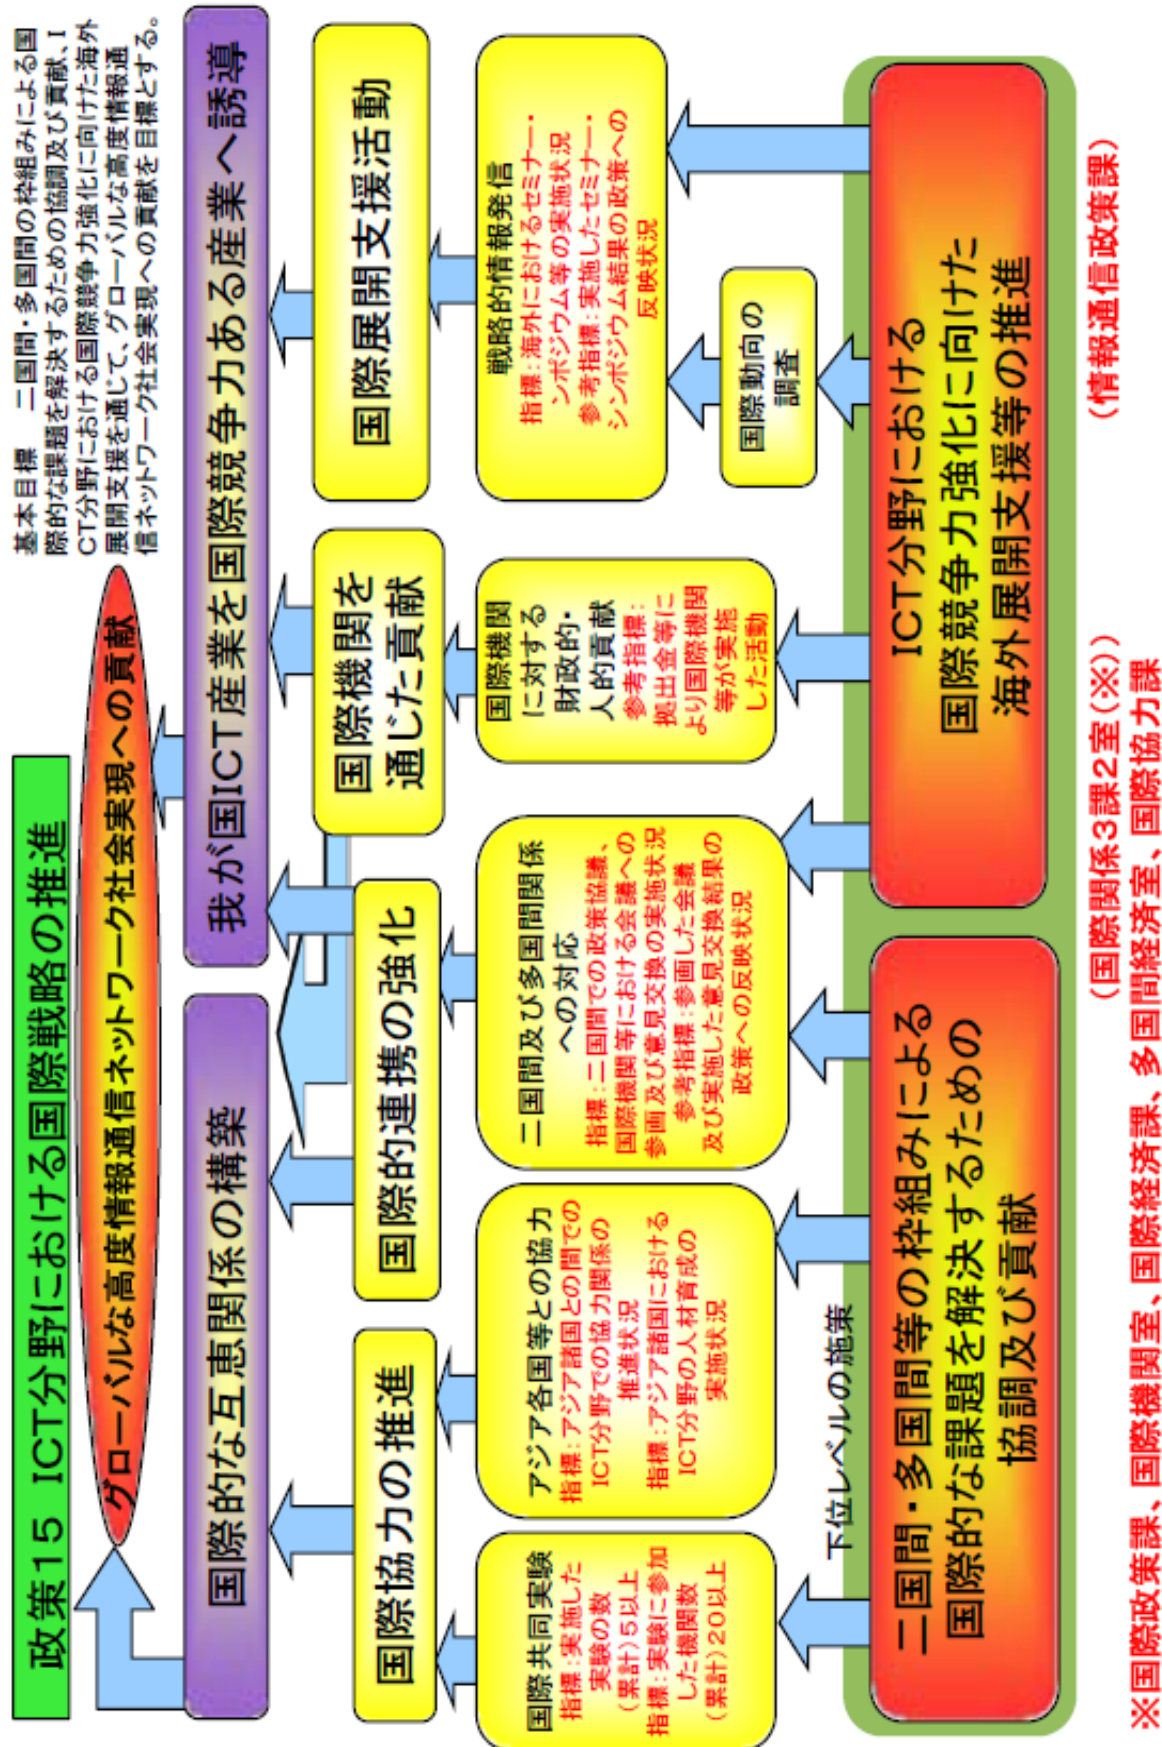 政策15　ICT分野における国際戦略の推進
基本目標　二国間・多国間の枠組みによる国
際的な課題を解決するための協調及び貢献、I
CT分野における国際競争力強化に向けた海外
展開支援を通じて、グローバルな高度情報通
信ネットワーク社会実現への貢献を目標とする。
グローバルな高度情報通信ネットワーク社会実現への貢献
国際的な互恵関係の構築
我が国ICT産業を国際競争力ある産業へ誘導
国際協力の推進
国際的連携の強化
国際機関を
通じた貢献
国際展開支援活動
国際共同実験
指標：実施した
実験の数
（累計）5以上
指標：実験に参加
した機関数
（累計）20以上
アジア各国等との協力
指標：アジア諸国との間での
ICT分野での協力関係の
推進状況
指標：アジア諸国における
ICT分野の人材育成の
実施状況
二国間及び多国間関係
への対応
指標：二国間での政策協議、
国際機関等における会議への
参画及び意見交換の実施状況
参考指標：参画した会議
及び実施した意見交換結果の
政策への反映状況
国際機関
に対する
財政的・
人的貢献
参考指標：
拠出金等に
より国際機関
等が実施
した活動
戦略的情報発信
指標：海外におけるセミナー・
シンポジウム等の実施状況
参考指標：実施したセミナー・
シンポジウム結果の政策への
反映状況
国際動向の
調査
下位レベルの施策
二国間・多国間等の枠組みによる
国際的な課題を解決するための
協調及び貢献
ICT分野における
国際競争力強化に向けた
海外展開支援等の推進
（国際関係3課2室（※））
（情報通信政策課）
※国際政策課、国際機関室、国際経済課、多国間経済室、国際協力課